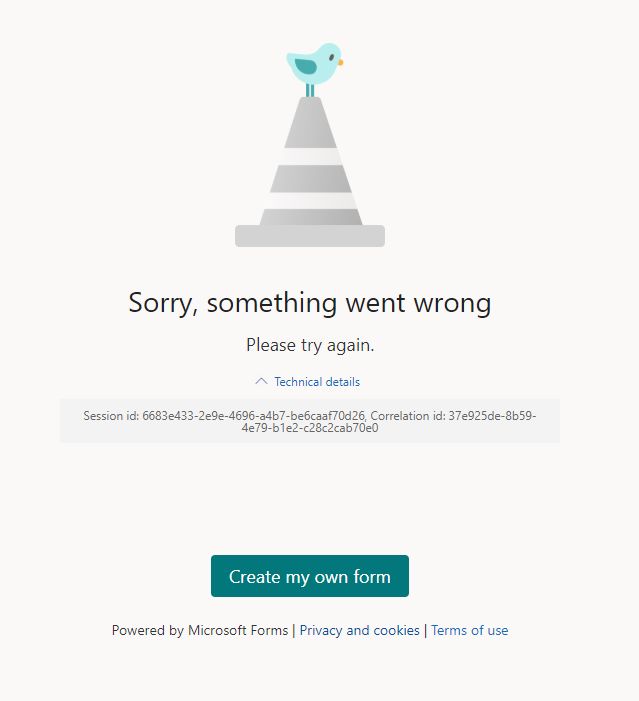 Sorry, something went wrong
Please try again.
Technical details
Session id: 6683e433-2e9e-4696-a4b7-be6caaf70d26, Correlation id: 37e925de-8b59-
4e79-b1e2-c28c2cab70e0
Create my own form
Powered by Microsoft Forms | Privacy and cookies | Terms of use